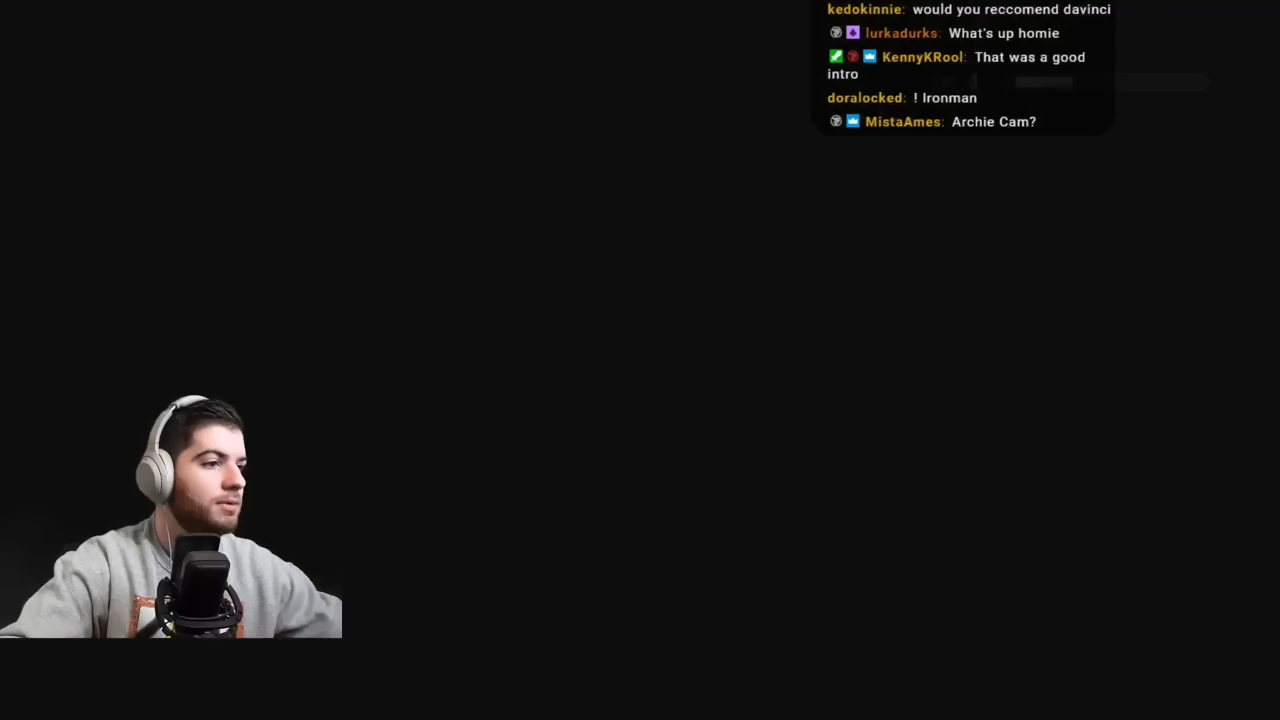 kedokinnie: would you reccomend davinci
lurkadurks: What's up homie
KennyKRool: That was a good
intro
doralocked: ! Ironman
MistaAmes: Archie Cam?